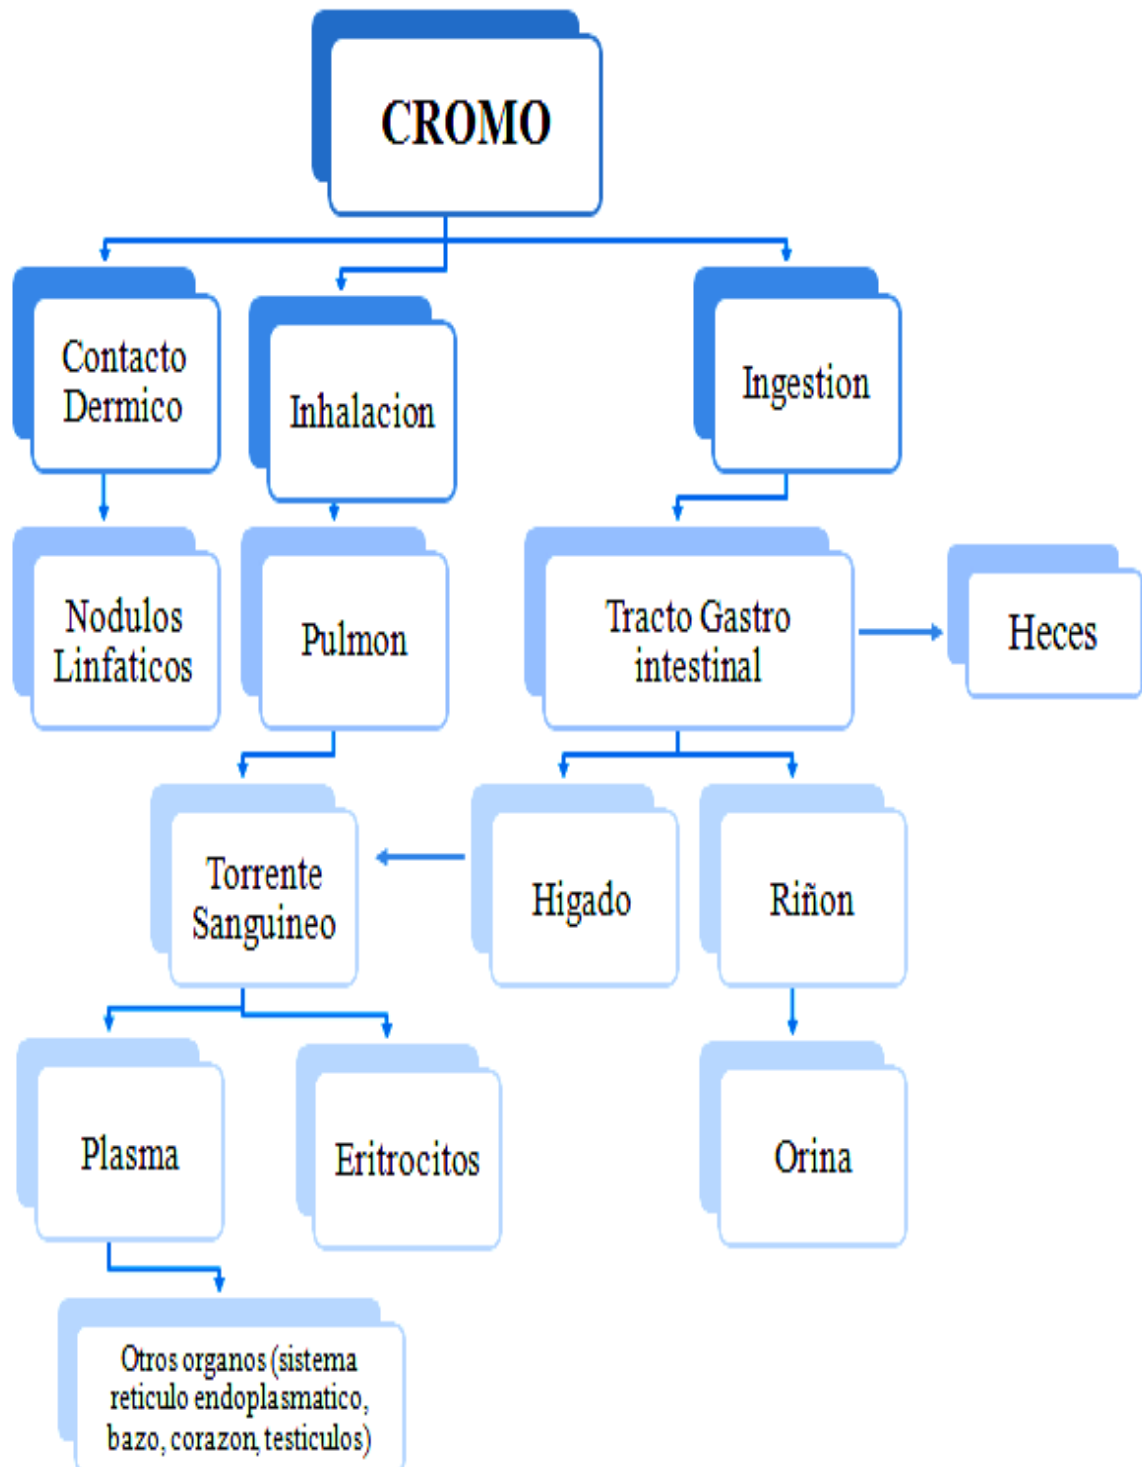 CROMO
Contacto
Dermico
Inhalacion
Ingestion
Nodulos
Linfaticos
Pulmon
Tracto Gastro
intestinal
Heces
Torrente
Sanguineo
Higado
Riñon
Plasma
Eritrocitos
Orina
Otros organos (sistema
reticulo endoplasmatico,
bazo, corazon, testiculos)